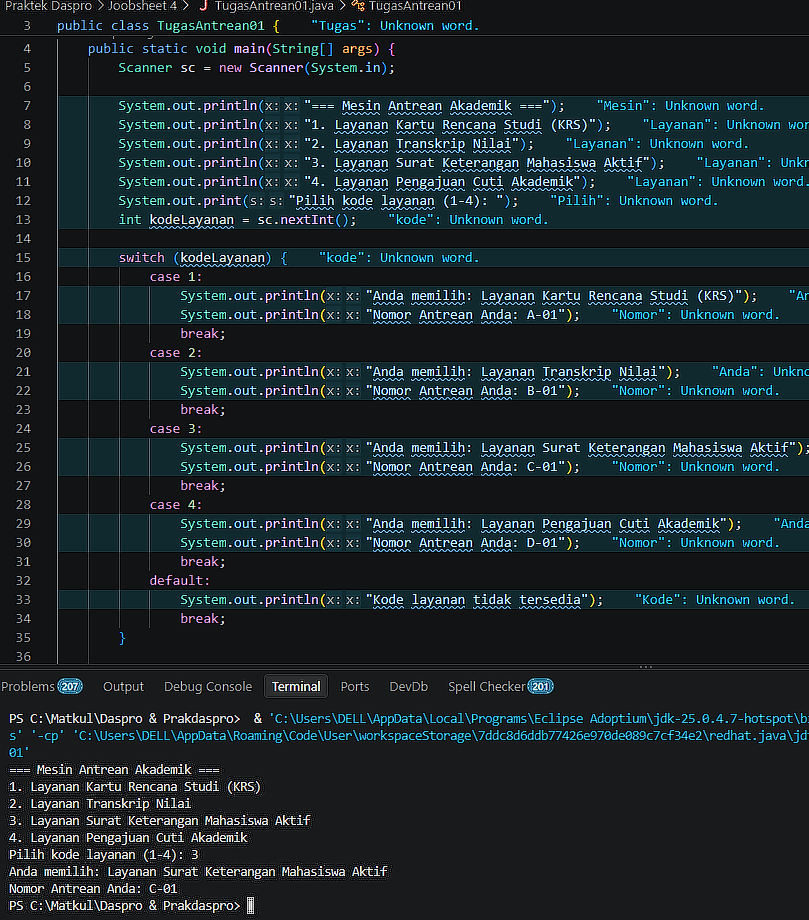 Praktek Daspro > Joobsheet 4 > J TugasAntrean01.java > TugasAntrean01
3 public class TugasAntrean01 { "Tugas": Unknown word.
4 public static void main(String[] args) {
5 Scanner sc = new Scanner(System.in);
6
7 System.out.println(x: x: "=== Mesin Antrean Akademik ==="); "Mesin": Unknown word.
8 System.out.println(x: x: "1. Layanan Kartu Rencana Studi (KRS)"); "Layanan": Unknown wor
9 System.out.println(x: x: "2. Layanan Transkrip Nilai"); "Layanan": Unknown word.
10 System.out.println(x: x: "3. Layanan Surat Keterangan Mahasiswa Aktif"); "Layanan": Unkn
11 System.out.println(x: x: "4. Layanan Pengajuan Cuti Akademik"); "Layanan": Unknown word.
12 System.out.print(s: s: "Pilih kode layanan (1-4): "); "Pilih": Unknown word.
13 int kodeLayanan = sc.nextInt(); "kode": Unknown word.
14
15 switch (kodeLayanan) { "kode": Unknown word.
16 case 1:
17 System.out.println(x: x: "Anda memilih: Layanan Kartu Rencana Studi (KRS)"); "An
18 System.out.println(x: x: "Nomor Antrean Anda: A-01"); "Nomor": Unknown word.
19 break;
20 case 2:
21 System.out.println(x: x: "Anda memilih: Layanan Transkrip Nilai"); "Anda": Unkno
22 System.out.println(x: x: "Nomor Antrean Anda: B-01"); "Nomor": Unknown word.
23 break;
24 case 3:
25 System.out.println(x: x: "Anda memilih: Layanan Surat Keterangan Mahasiswa Aktif");
26 System.out.println(x: x: "Nomor Antrean Anda: C-01"); "Nomor": Unknown word.
27 break;
28 case 4:
29 System.out.println(x: x: "Anda memilih: Layanan Pengajuan Cuti Akademik"); "Anda
30 System.out.println(x: x: "Nomor Antrean Anda: D-01"); "Nomor": Unknown word.
31 break;
32 default:
33 System.out.println(x: x: "Kode layanan tidak tersedia"); "Kode": Unknown word.
34 break;
35 }
36
Problems 207 Output Debug Console Terminal Ports DevDb Spell Checker 201
PS C:\Matkul\Daspro & Prakdaspro> & 'C:\Users\DELL\AppData\Local\Programs\Eclipse Adoptium\jdk-25.0.4.7-hotspot\b
s' '-cp' 'C:\Users\DELL\AppData\Roaming\Code\User\workspaceStorage\7ddc8d6ddb77426e970de089c7cf34e2\redhat.java\jd
01'
=== Mesin Antrean Akademik ===
1. Layanan Kartu Rencana Studi (KRS)
2. Layanan Transkrip Nilai
3. Layanan Surat Keterangan Mahasiswa Aktif
4. Layanan Pengajuan Cuti Akademik
Pilih kode layanan (1-4): 3
Anda memilih: Layanan Surat Keterangan Mahasiswa Aktif
Nomor Antrean Anda: C-01
PS C:\Matkul\Daspro & Prakdaspro>